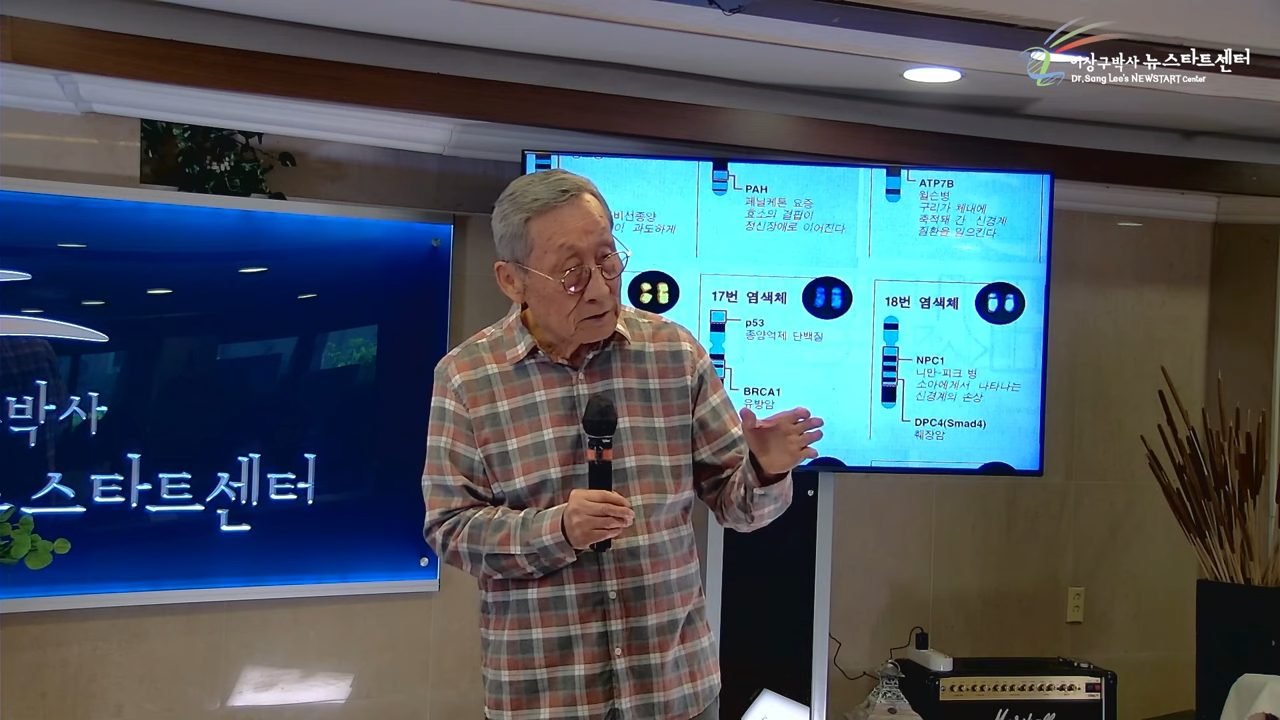 이상구박사 뉴스타트센터
Dr. Sang Lee's NEWSTART Center
박사
스타트센터
비선종양
이 과도하게
PAH
페닐케톤 요증
효소의 결핍이
정신장애로 이어진다
ATP7B
윌슨병
구리가 체내에
축적돼 간 신경계
질환을 일으킨다
17번 염색체
p53
종양억제 단백질
BRCA1
유방암
18번 염색체
NPC1
니만-피크 병
소아에게서 나타나는
신경계의 손상
DPC4(Smad4)
췌장암
Marshall